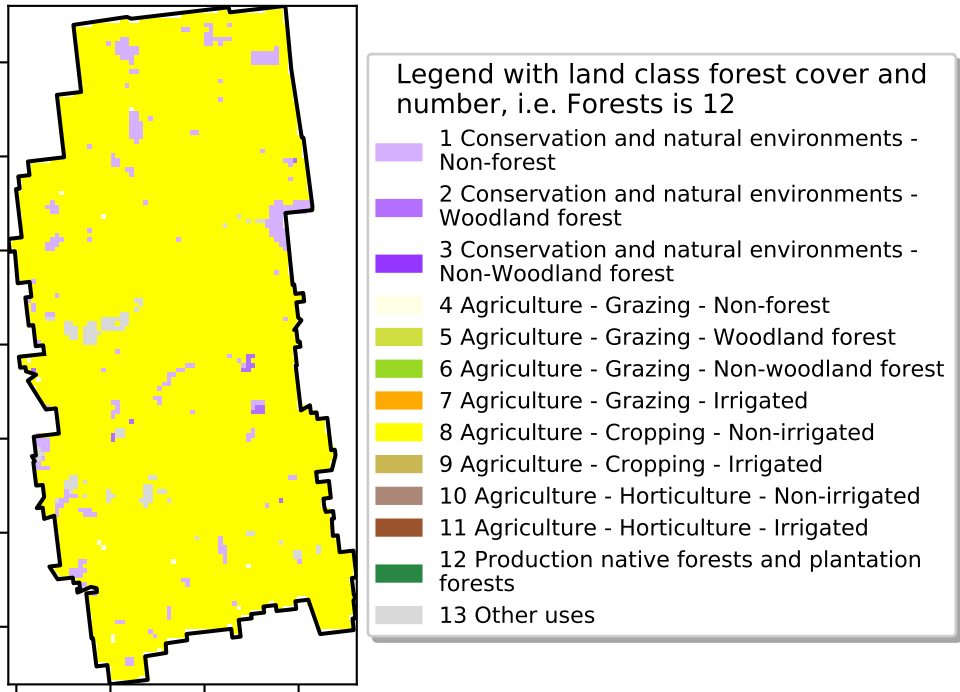 Legend with land class forest cover and
number, i.e. Forests is 12
1 Conservation and natural environments -
Non-forest
2 Conservation and natural environments -
Woodland forest
3 Conservation and natural environments -
Non-Woodland forest
4 Agriculture - Grazing - Non-forest
5 Agriculture - Grazing - Woodland forest
6 Agriculture - Grazing - Non-woodland forest
7 Agriculture - Grazing - Irrigated
8 Agriculture - Cropping - Non-irrigated
9 Agriculture - Cropping - Irrigated
10 Agriculture - Horticulture - Non-irrigated
11 Agriculture - Horticulture - Irrigated
12 Production native forests and plantation
forests
13 Other uses